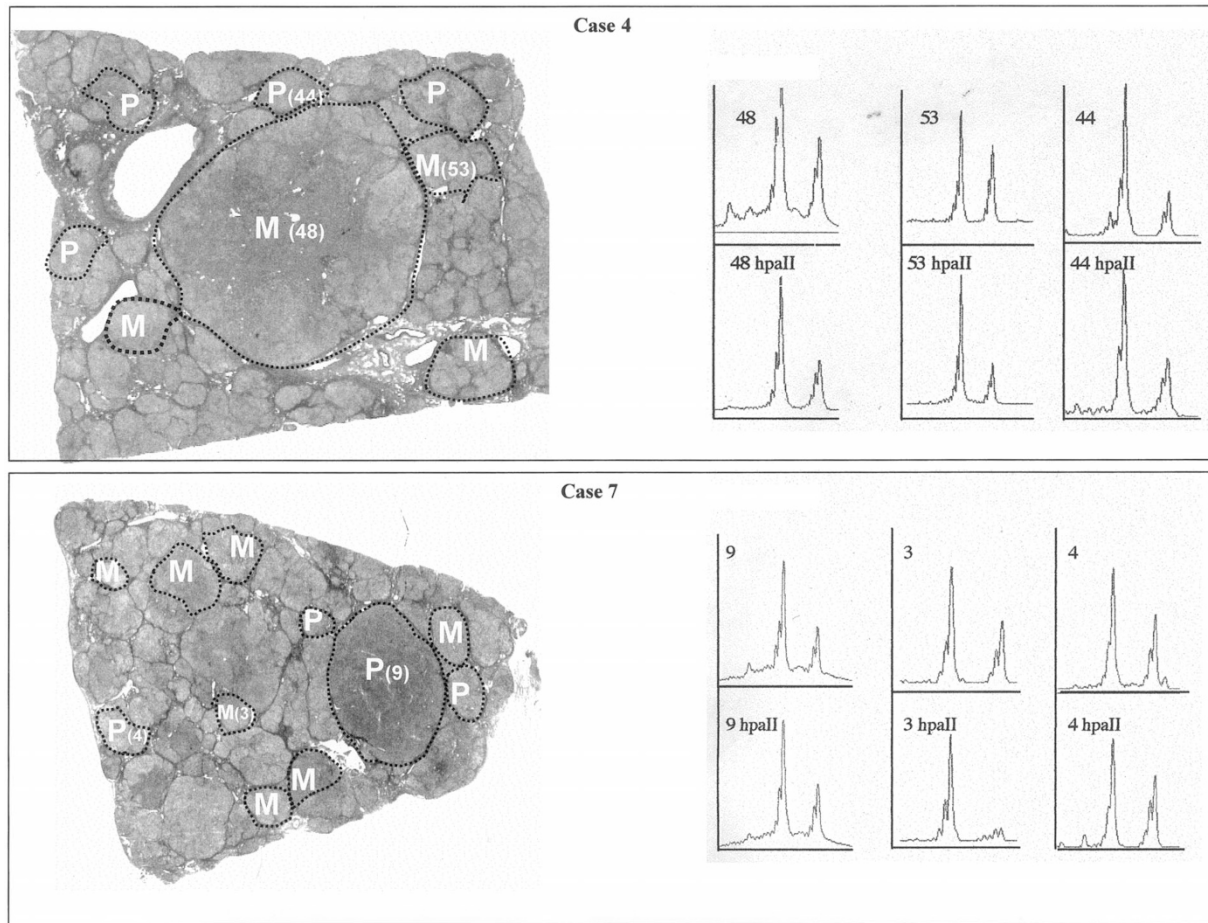 Case 4
P
P(44)
P
M(53)
M (48)
P
M
M
48
53
44
48 hpaII
53 hpaII
44 hpaII
Case 7
M
M
M
P
M
P(9)
P
M(3)
P(4)
M
M
9
3
4
9 hpaII
3 hpaII
4 hpaII